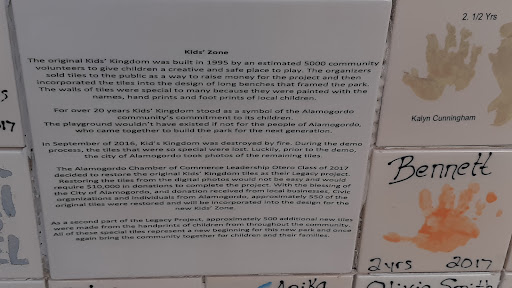 Kids' Zone
The original Kids' Kingdom was built in 1995 by an estimated 5000 community
volunteers to give children a creative and safe place to play. The organizers
sold tiles to the public as a way to raise money for the project and then
incorporated the tiles into the design of long benches that framed the park.
The walls of tiles were special to many because they were painted with the
names, hand prints and foot prints of local children.
For over 20 years Kids' Kingdom stood as a symbol of the Alamogordo
community's commitment to its children.
The playground wouldn't have existed if not for the people of Alamogordo,
who came together to build the park for the next generation.
In September of 2016, Kid's Kingdom was destroyed by fire. During the demo
process, the tiles that were so special were lost. Luckily, prior to the demo,
the city of Alamogordo took photos of the remaining tiles.
The Alamogordo Chamber of Commerce Leadership Otero Class of 2017
decided to restore the original Kids' Kingdom tiles as their Legacy project.
Restoring tiles from the digital photos would not be easy and would
require $10,000 in donations to complete the project. With the blessing of
the City of Alamogordo, and donation received from local businesses, Civic
organizations and individuals from Alamogordo, approximately 550 of the
original tiles were restored and will be incorporated into the design for the
new Kids' Zone.
As a second part of the Legacy Project, approximately 500 additional new tiles
were made from the handprints of children from throughout the community.
All of these special tiles represent a new beginning for this new park and once
again bring the community together for children and their families.
2. 1/2 Yrs
Kalyn Cunningham
Bennett
2 yrs 2017
017
Anika
Olivia Smith